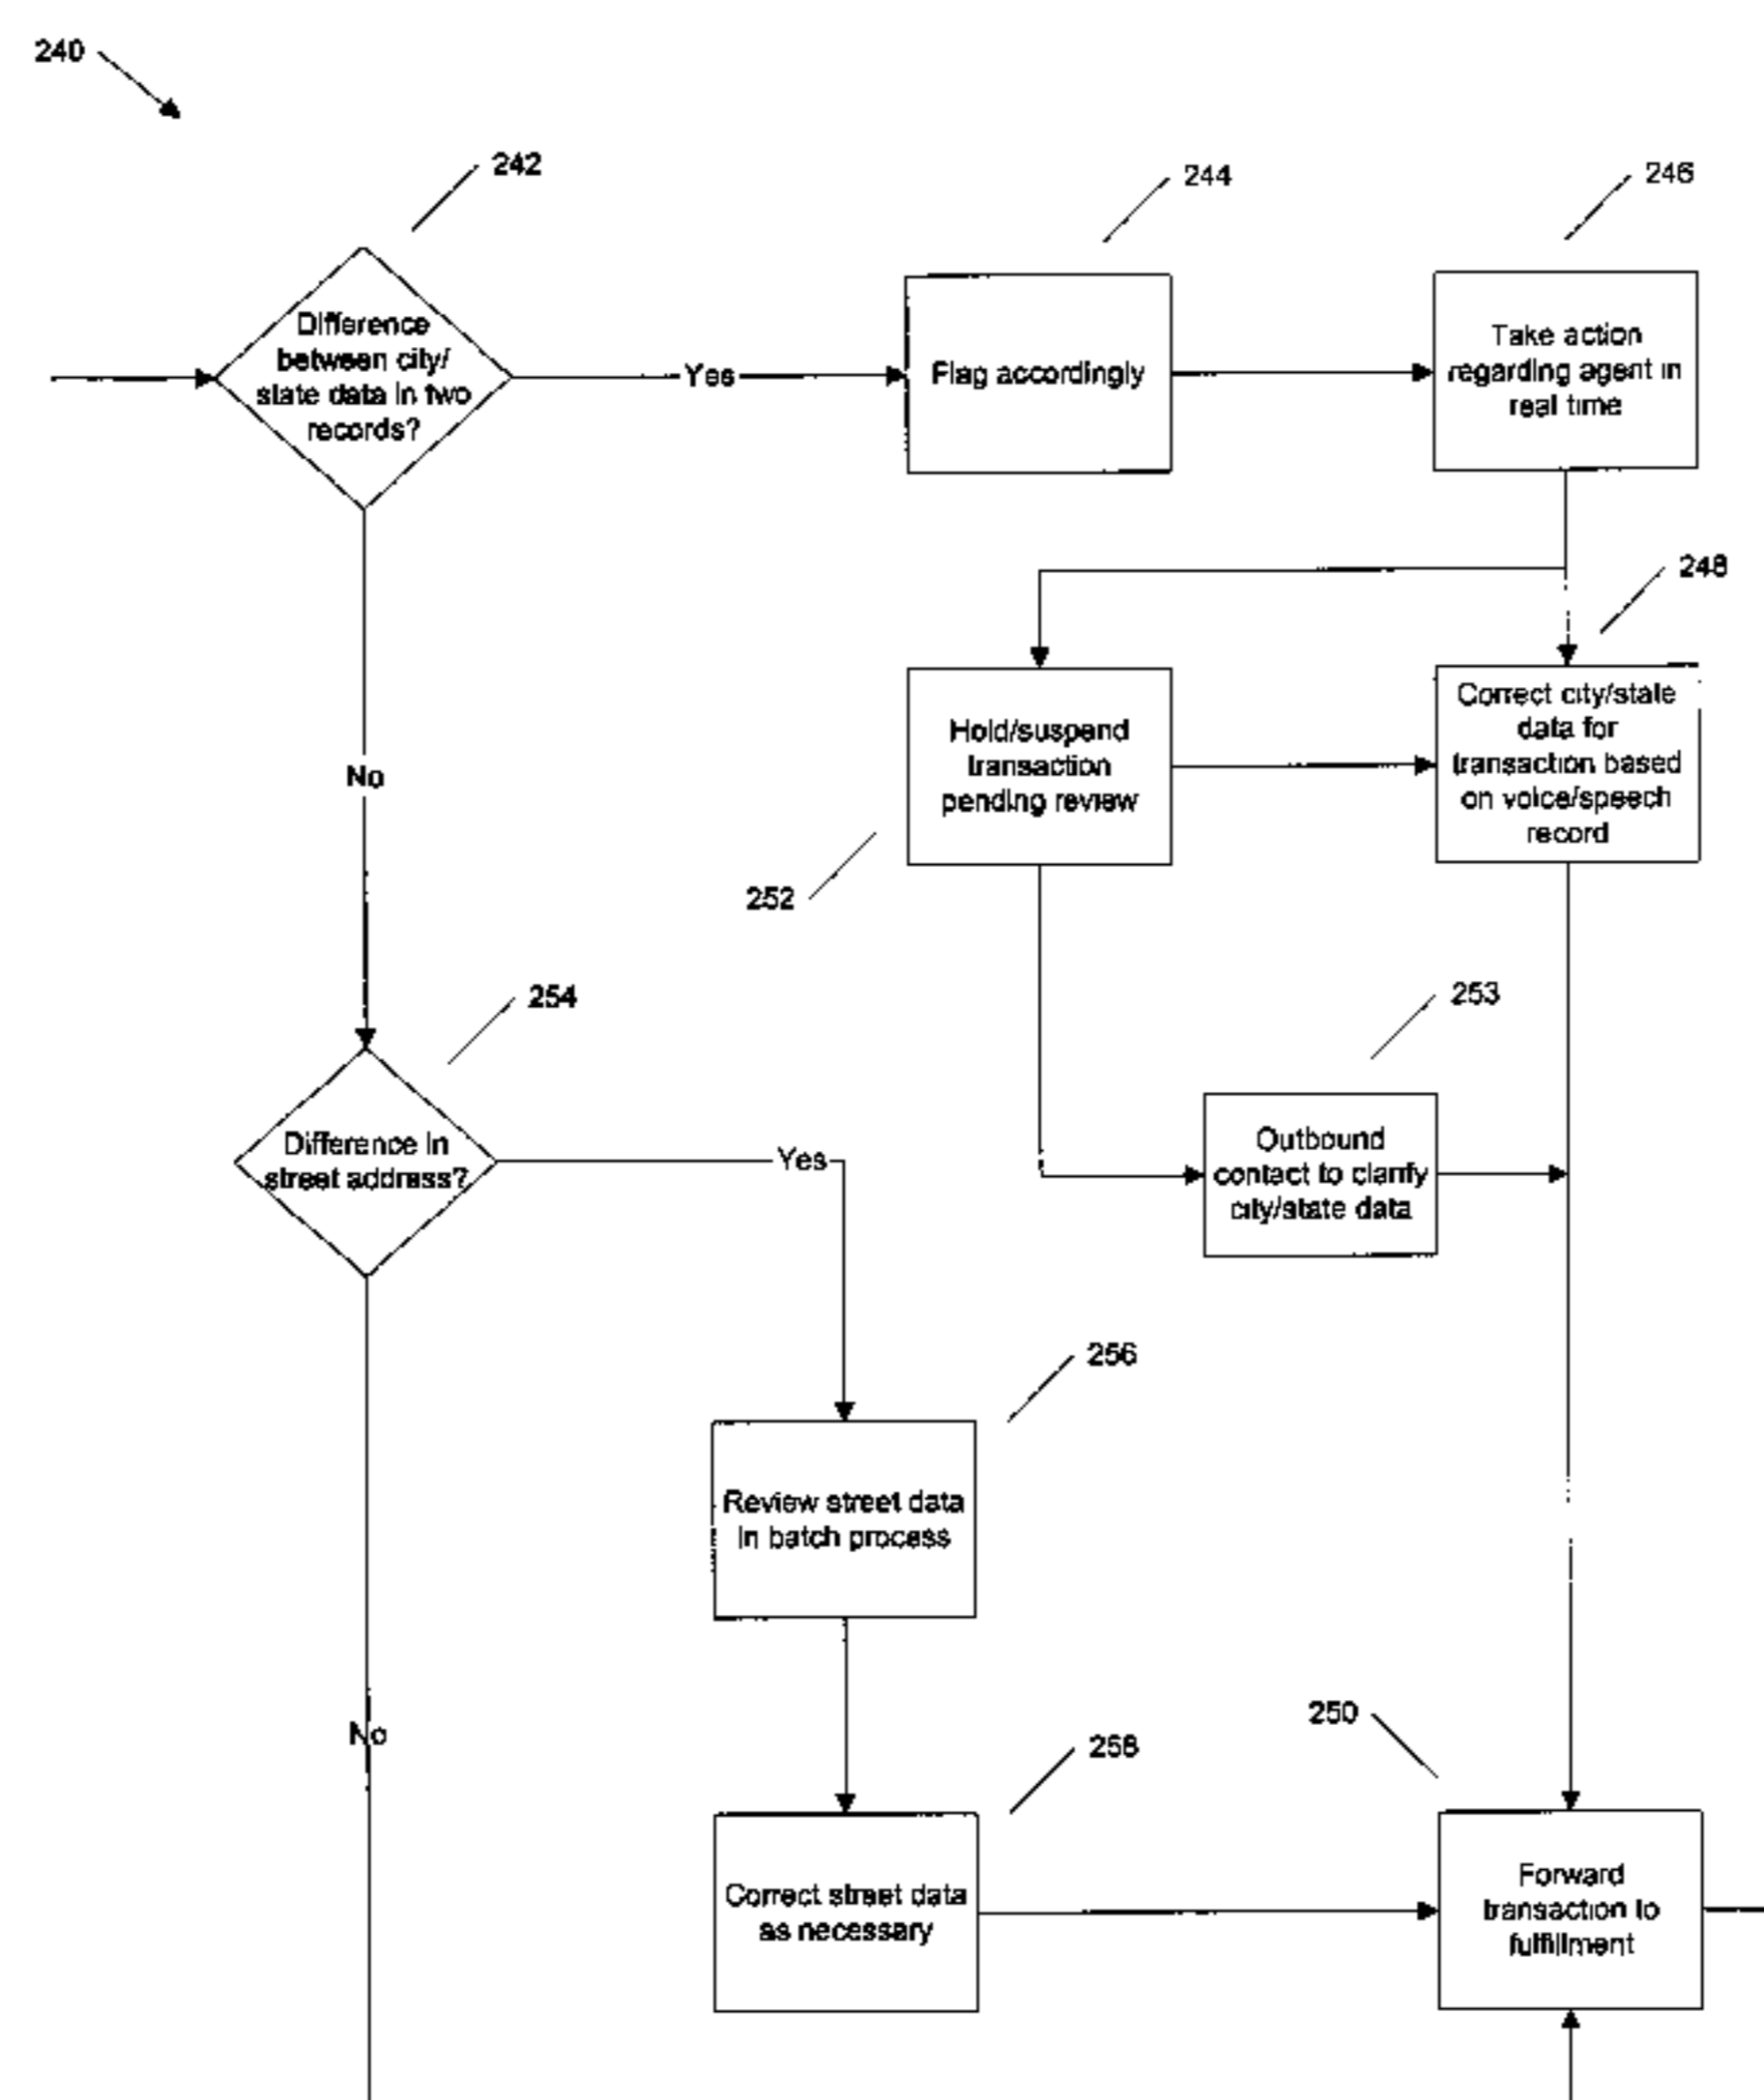 240
242
244
246
Difference
between city/
state data in two
records?
Yes
Flag accordingly
Take action
regarding agent in
real time
248
Hold/suspend
transaction
pending review
Correct city/state
data for
transaction based
on voice/speech
record
No
252
254
253
Difference in
street address?
Yes
Outbound
contact to clarify
city/state data
256
Review street data
in batch process
No
258
250
Correct street data
as necessary
Forward
transaction to
fulfillment